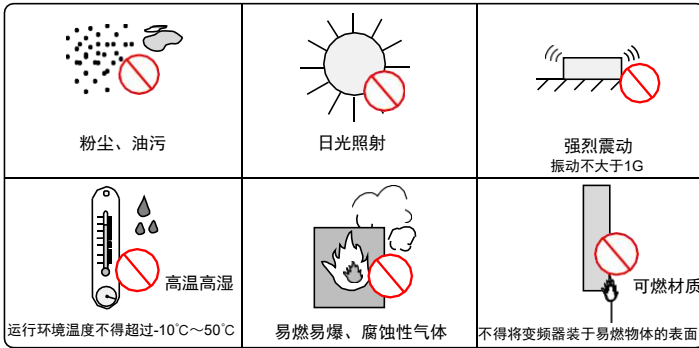 粉尘、油污
日光照射
强烈震动
振动不大于1G
高温高湿
运行环境温度不得超过-10℃～50℃
易燃易爆、腐蚀性气体
可燃材质
不得将变频器装于易燃物体的表面